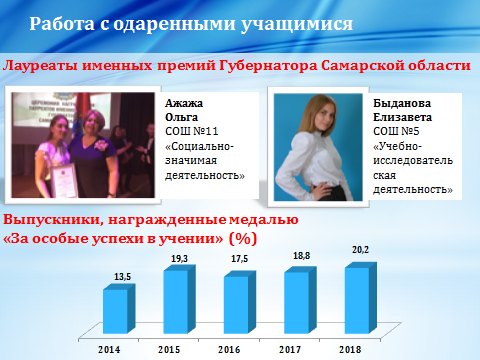 Работа с одаренными учащимися
Лауреаты именных премий Губернатора Самарской области
Ажажа
Ольга
СОШ №11
«Социально-
значимая
деятельность»
Быданова
Елизавета
СОШ №5
«Учебно-
исследователь
ская
деятельность»
Выпускники, награжденные медалью
«За особые успехи в учении» (%)
13,5 19,3 17,5 18,8 20,2
2014 2015 2016 2017 2018